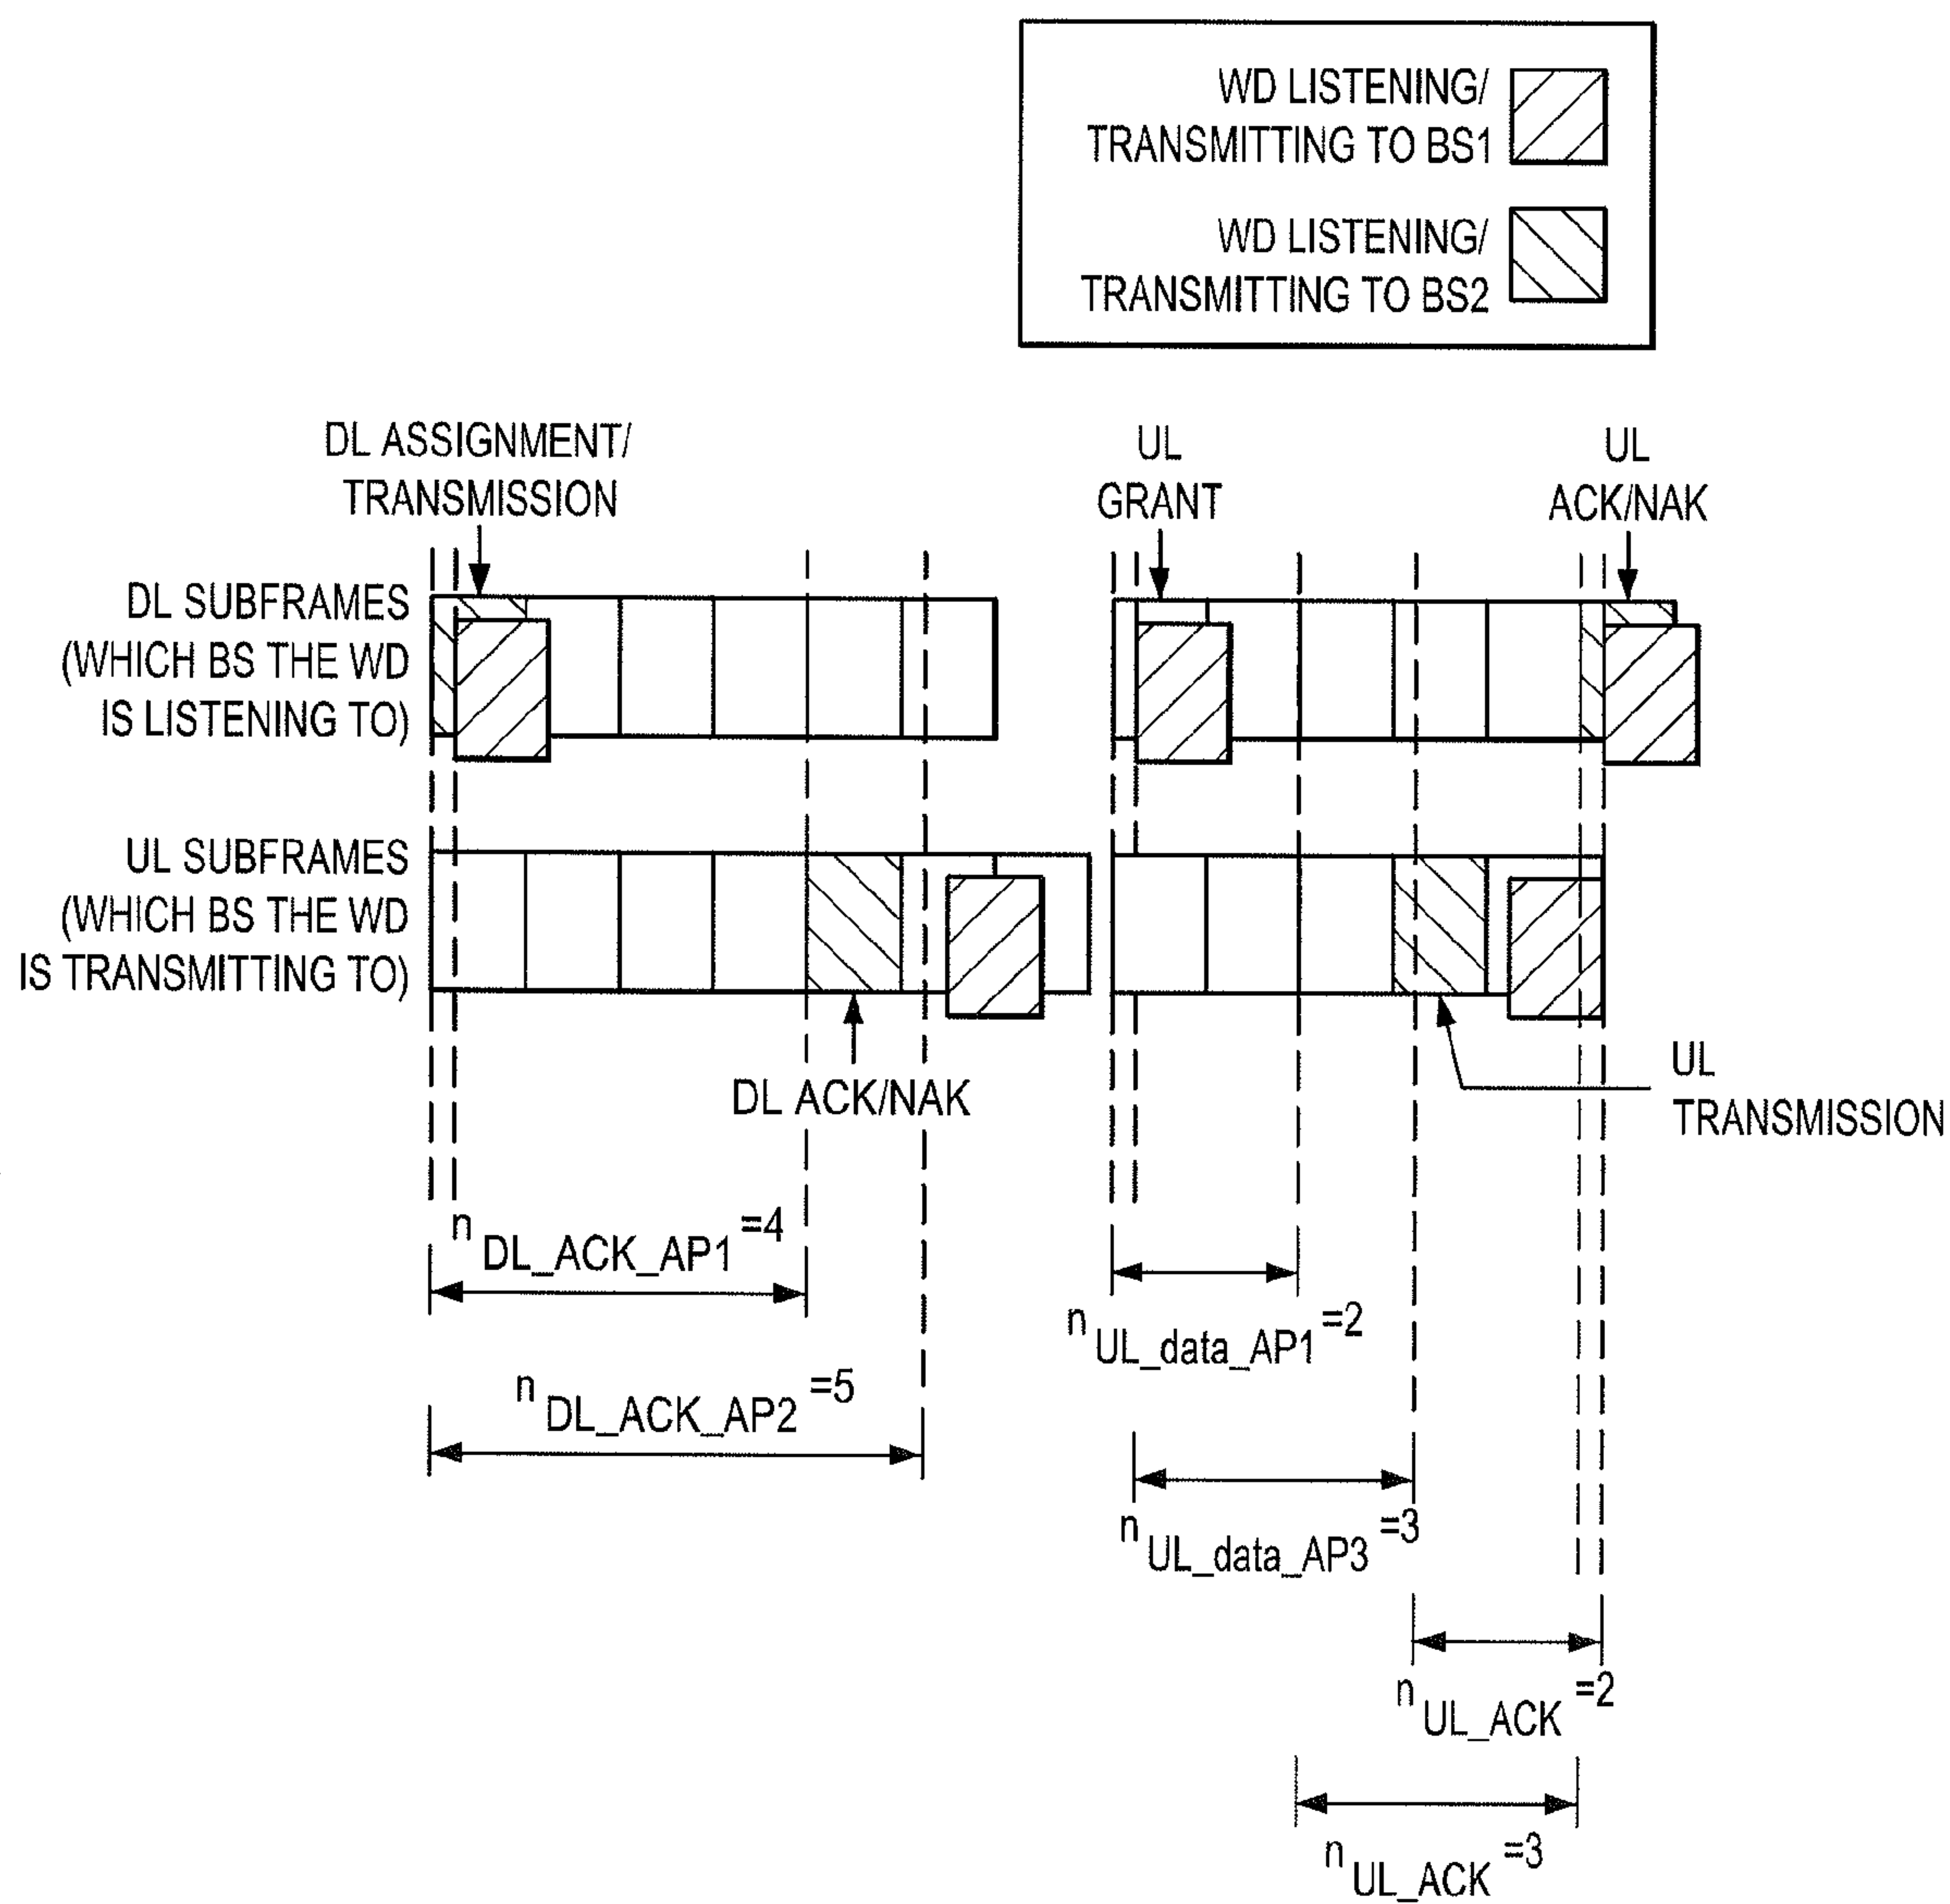 WD LISTENING/
TRANSMITTING TO BS1
WD LISTENING/
TRANSMITTING TO BS2
DL ASSIGNMENT/
TRANSMISSION
UL
GRANT
UL
ACK/NAK
DL SUBFRAMES
(WHICH BS THE WD
IS LISTENING TO)
UL SUBFRAMES
(WHICH BS THE WD
IS TRANSMITTING TO)
DL ACK/NAK
UL
TRANSMISSION
n DL_ACK_AP1 =4
n DL_ACK_AP2 =5
n UL_data_AP1 =2
n UL_data_AP3 =3
n UL_ACK =2
n UL_ACK =3